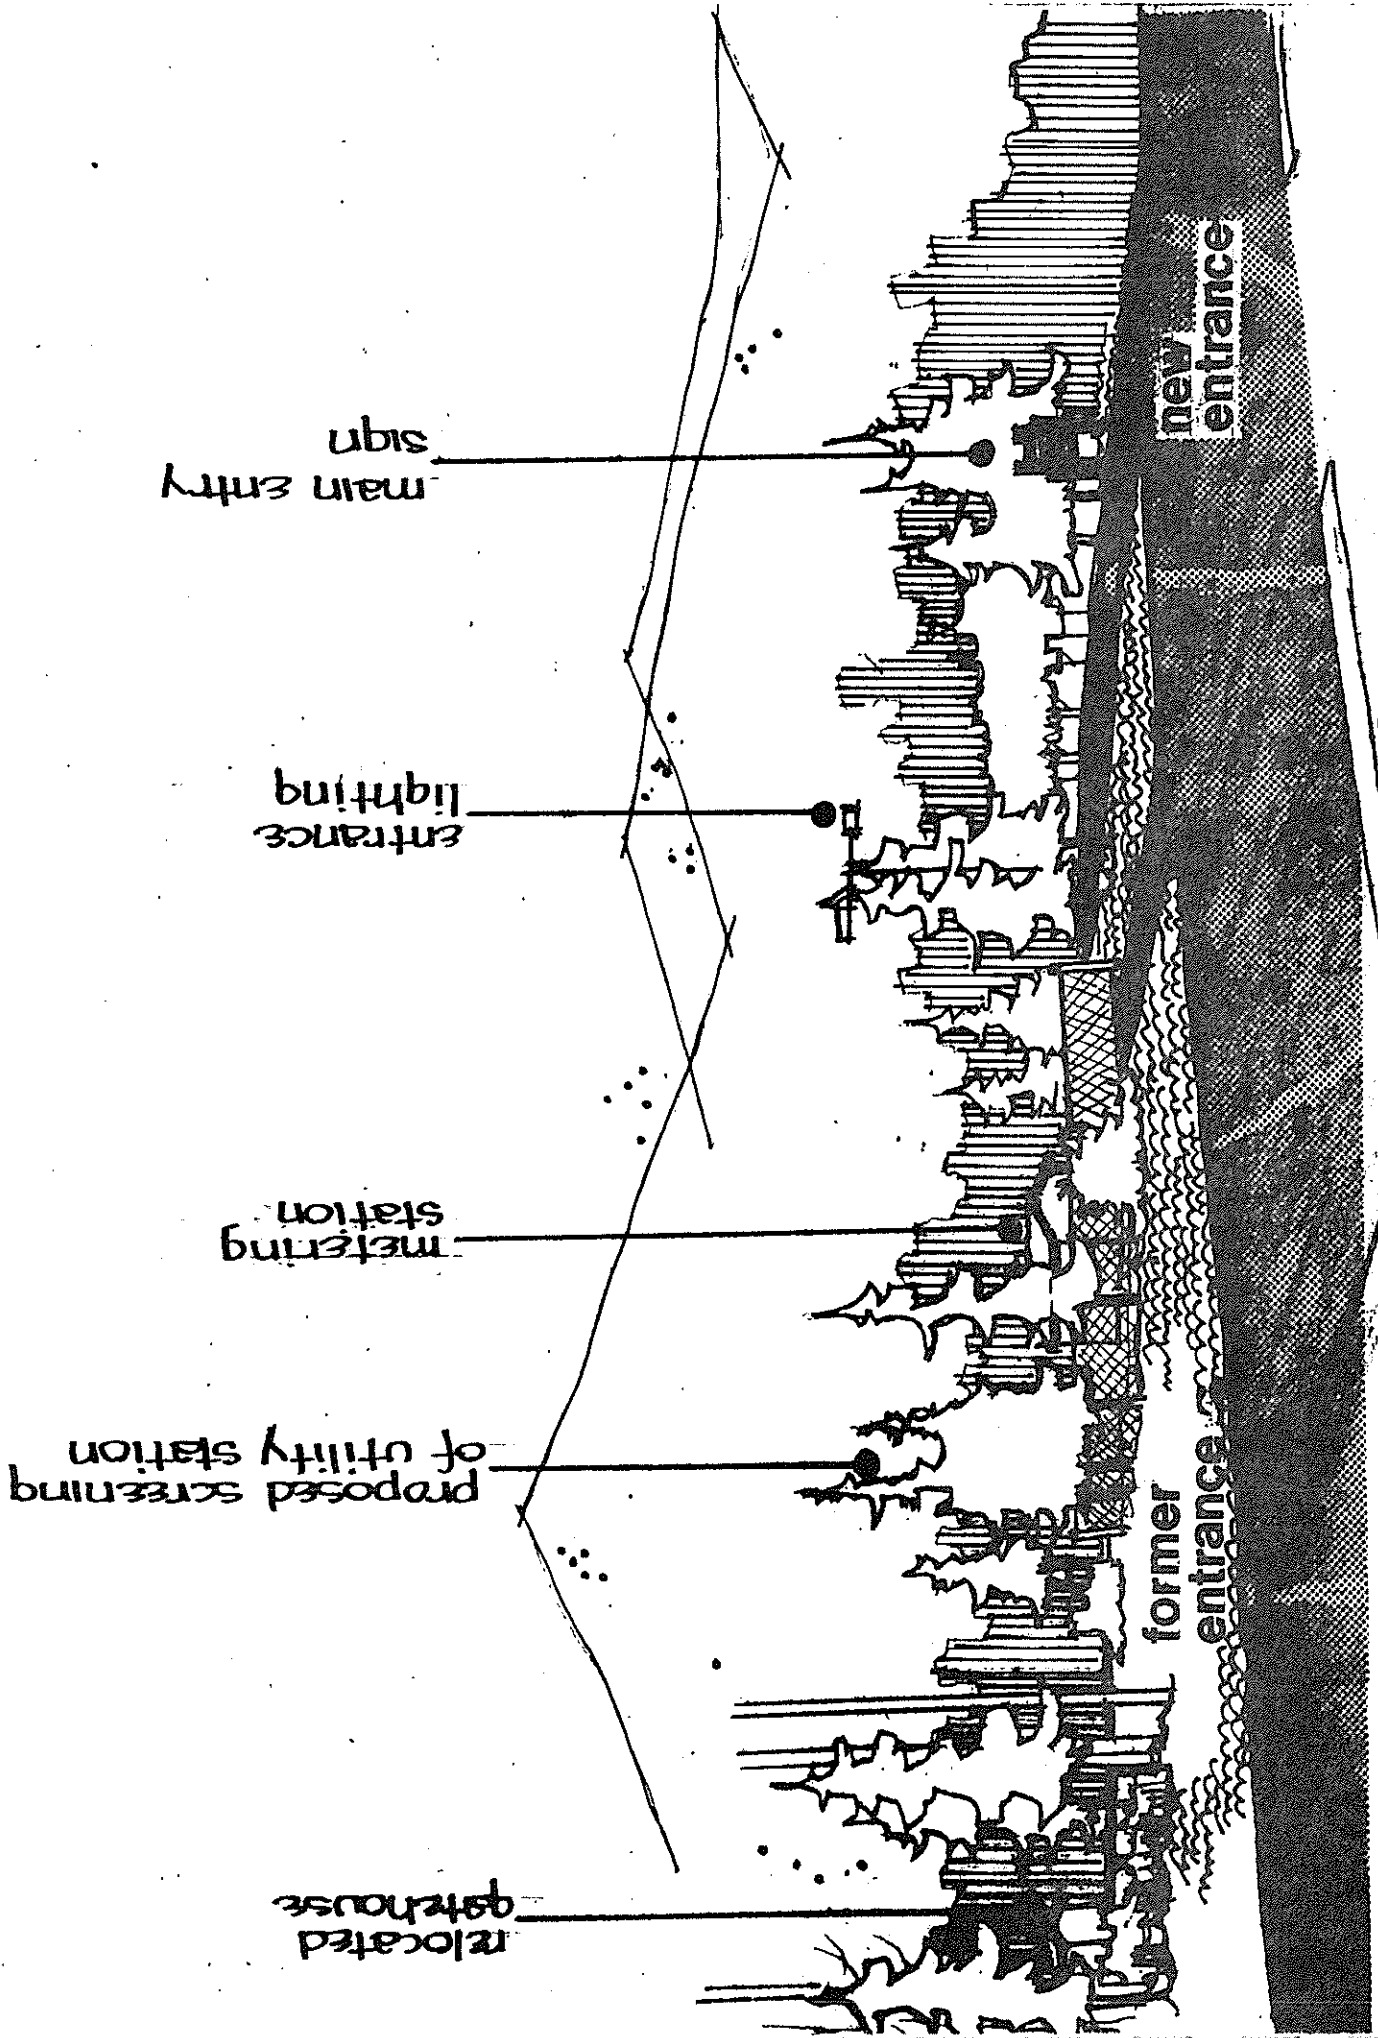 relocated
gatehouse
proposed screening
of utility station
metering
station
entrance
lighting
main entry
sign
former
entrance
new
entrance